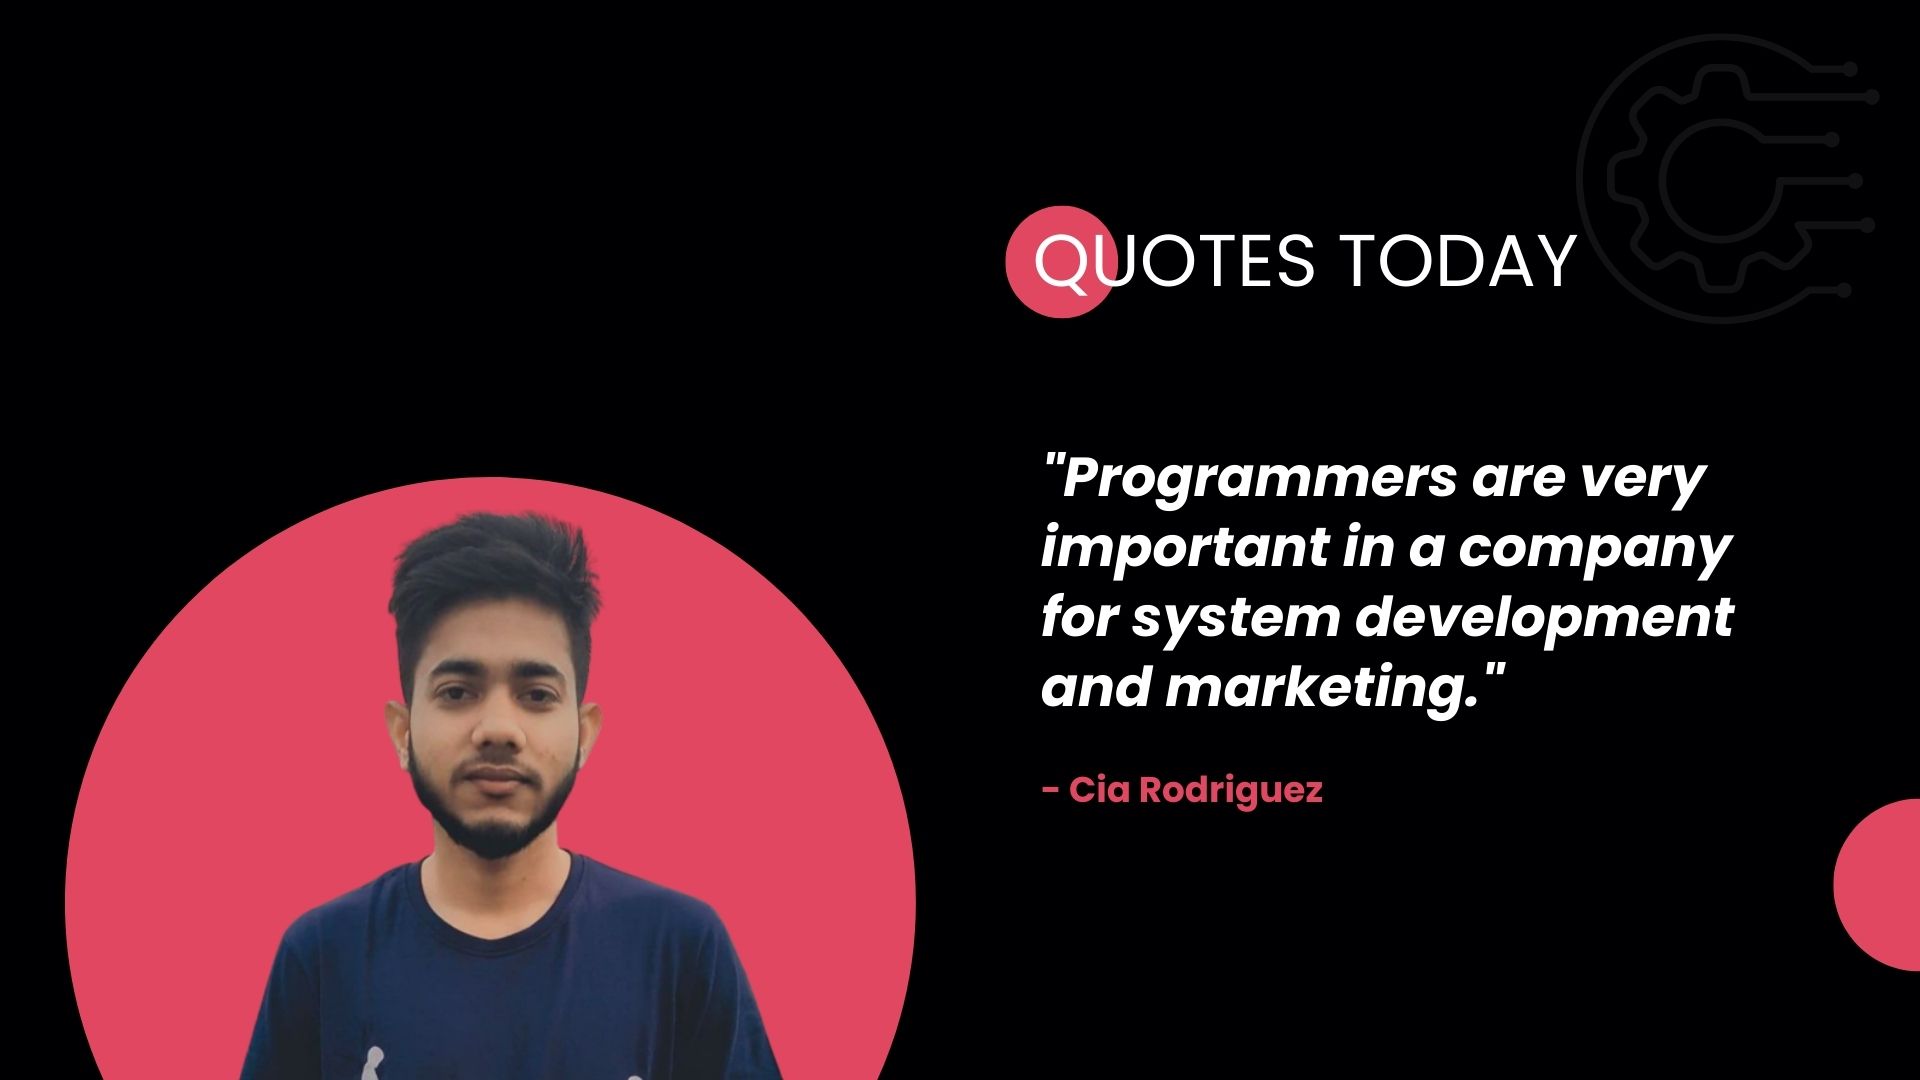 QUOTES TODAY
"Programmers are very
important in a company
for system development
and marketing."
- Cia Rodriguez